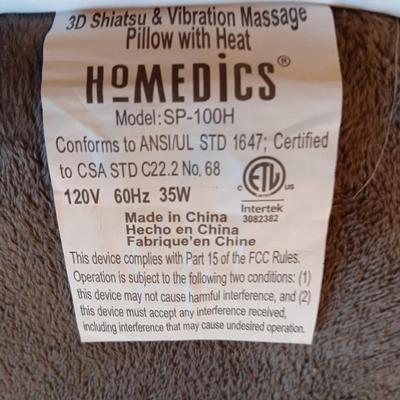 3D Shiatsu & Vibration Massage
Pillow with Heat
HoMEDICS®
Model:SP-100H
Conforms to ANSI/UL STD 1647; Certified
to CSA STD C22.2 No. 68
120V 60Hz 35W
C ETL US
Intertek
3082382
Made in China
Hecho en China
Fabrique'en Chine
This device complies with Part 15 of the FCC Rules.
Operation is subject to the following two conditions: (1)
this device may not cause harmful interference, and (2)
this device must accept any interference received,
including interference that may cause undesired operation.